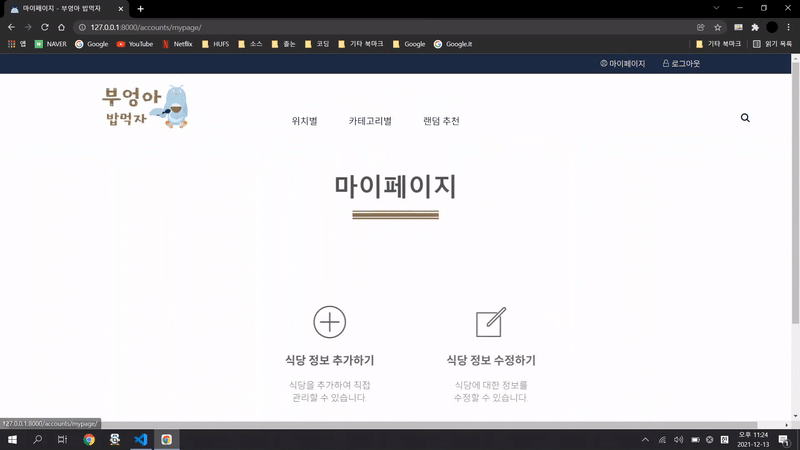 마이페이지 - 부엉아 밥먹자
127.0.0.1:8000/accounts/mypage/
앱 NAVER Google YouTube Netflix HUFS 소스 졸논 코딩 기타 북마크 Google Google.lt 기타 북마크 읽기 목록
마이페이지 로그아웃
부엉아
밥먹자
위치별 카테고리별 랜덤 추천
마이페이지
식당 정보 추가하기 식당 정보 수정하기
식당을 추가하여 직접 식당에 대한 정보를
관리할 수 있습니다. 수정할 수 있습니다.
127.0.0.1:8000/accounts/mypage/
오후 11:24
2021-12-13